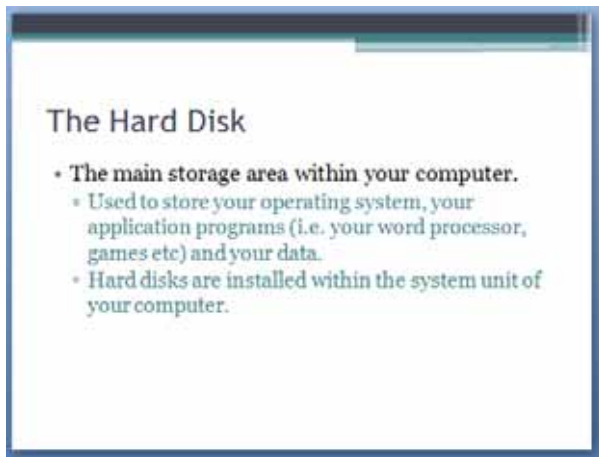 The Hard Disk
• The main storage area within your computer.
▫ Used to store your operating system, your
application programs (i.e. your word processor,
games etc) and your data.
▫ Hard disks are installed within the system unit of
your computer.